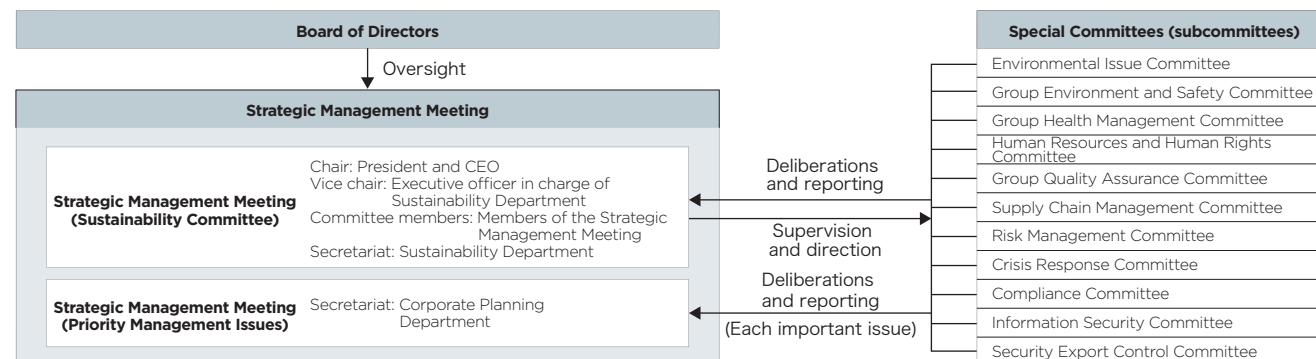 Board of Directors
Oversight
Strategic Management Meeting
Strategic Management Meeting
(Sustainability Committee)
Chair: President and CEO
Vice chair: Executive officer in charge of
Sustainability Department
Committee members: Members of the Strategic
Management Meeting
Secretariat: Sustainability Department
Strategic Management Meeting
(Priority Management Issues)
Secretariat: Corporate Planning
Department
Deliberations
and reporting
Supervision
and direction
Deliberations
and reporting
(Each important issue)
Special Committees (subcommittees)
Environmental Issue Committee
Group Environment and Safety Committee
Group Health Management Committee
Human Resources and Human Rights
Committee
Group Quality Assurance Committee
Supply Chain Management Committee
Risk Management Committee
Crisis Response Committee
Compliance Committee
Information Security Committee
Security Export Control Committee